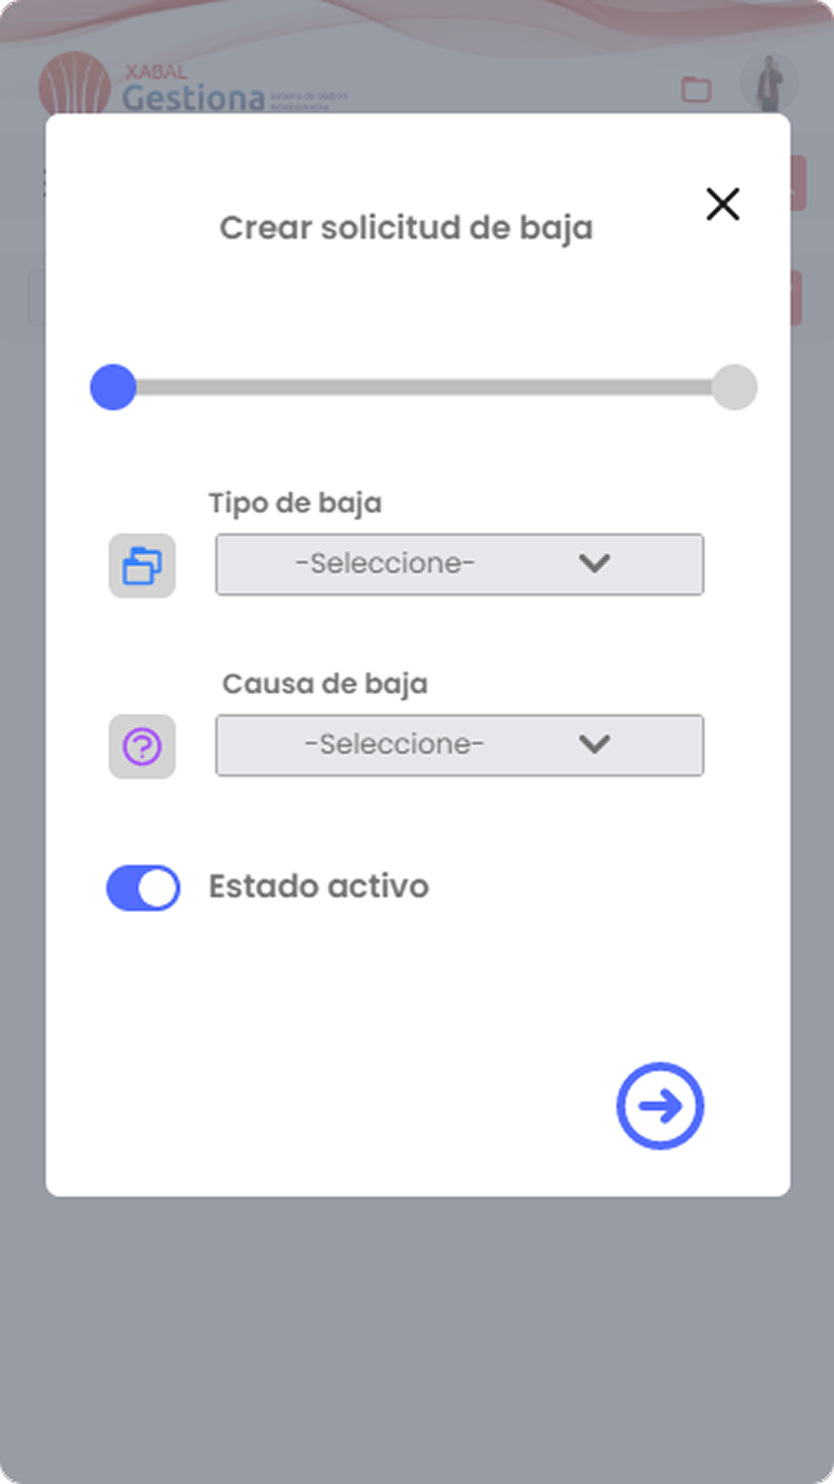 XABAL
Gestiona
Crear solicitud de baja
Tipo de baja
-Seleccione-
Causa de baja
-Seleccione-
Estado activo